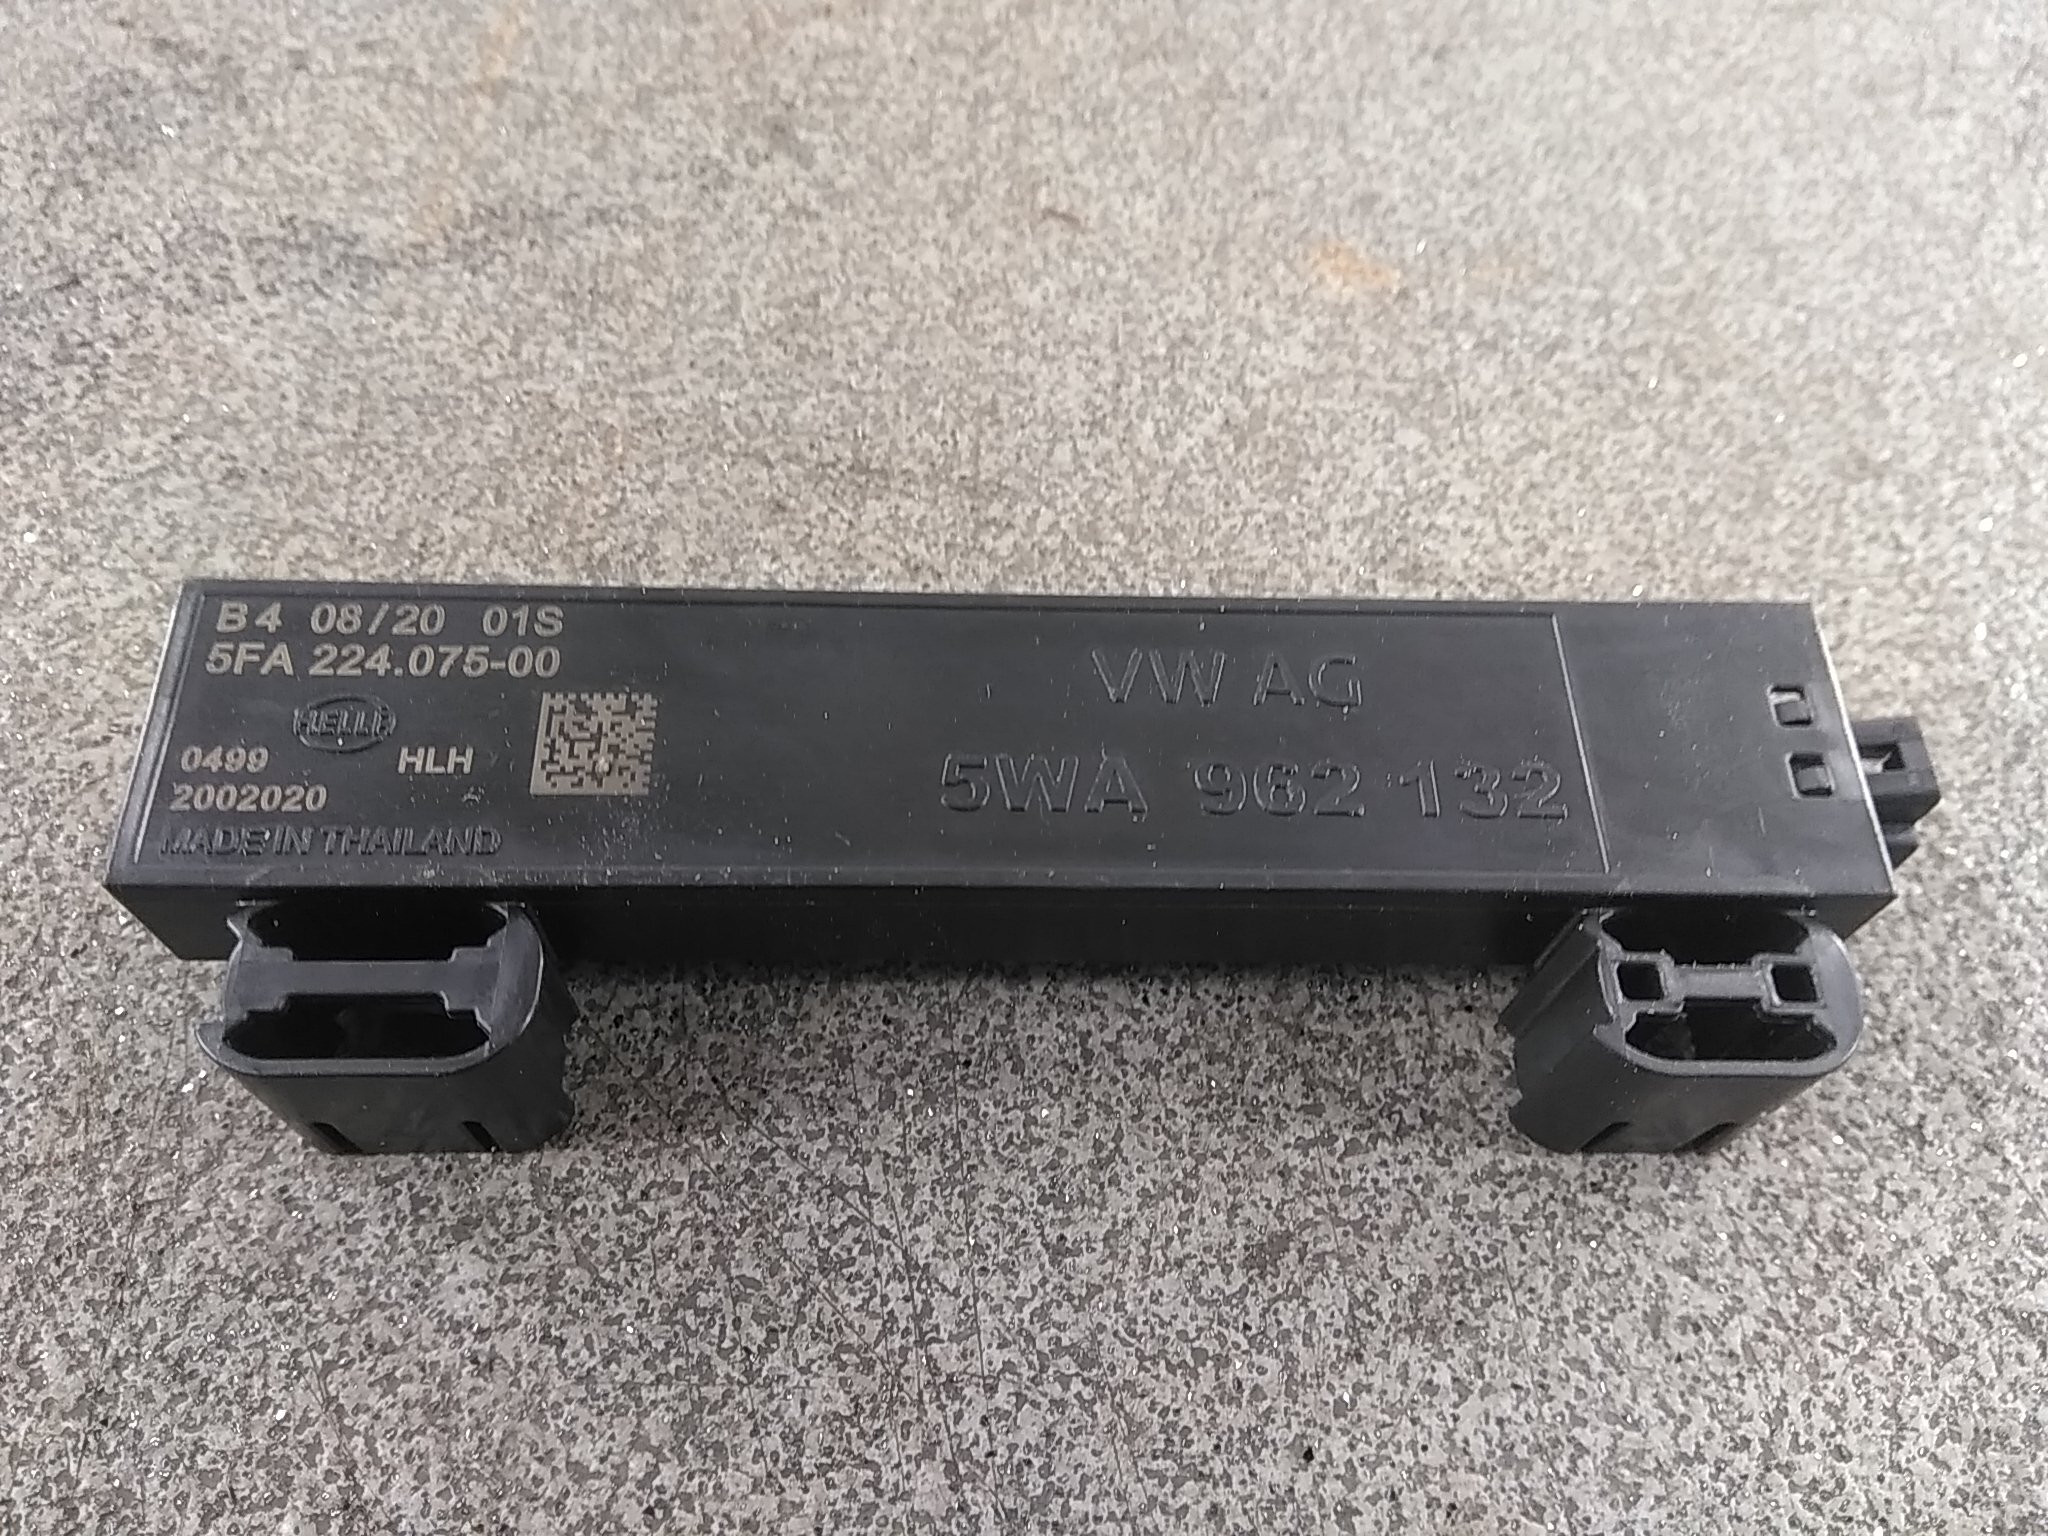 B4 08/20 01S
5FA 224.075-00
HELLA
0499 HLH
2002020
MADE IN THAILAND
VW AG
5WA 962 132